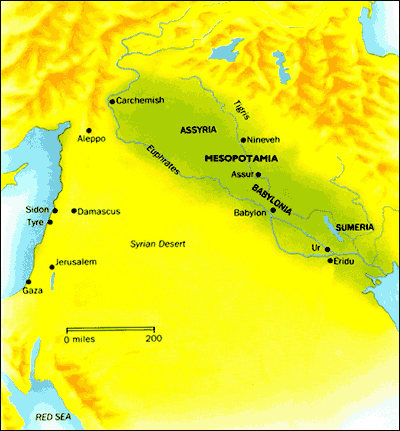 Carchemish
Tigris
ASSYRIA
Aleppo
Nineveh
Euphrates
MESOPOTAMIA
Assur
BABYLONIA
Sidon
Damascus
Babylon
Tyre
SUMERIA
Syrian Desert
Ur
Eridu
Jerusalem
Gaza
0 miles 200
RED SEA